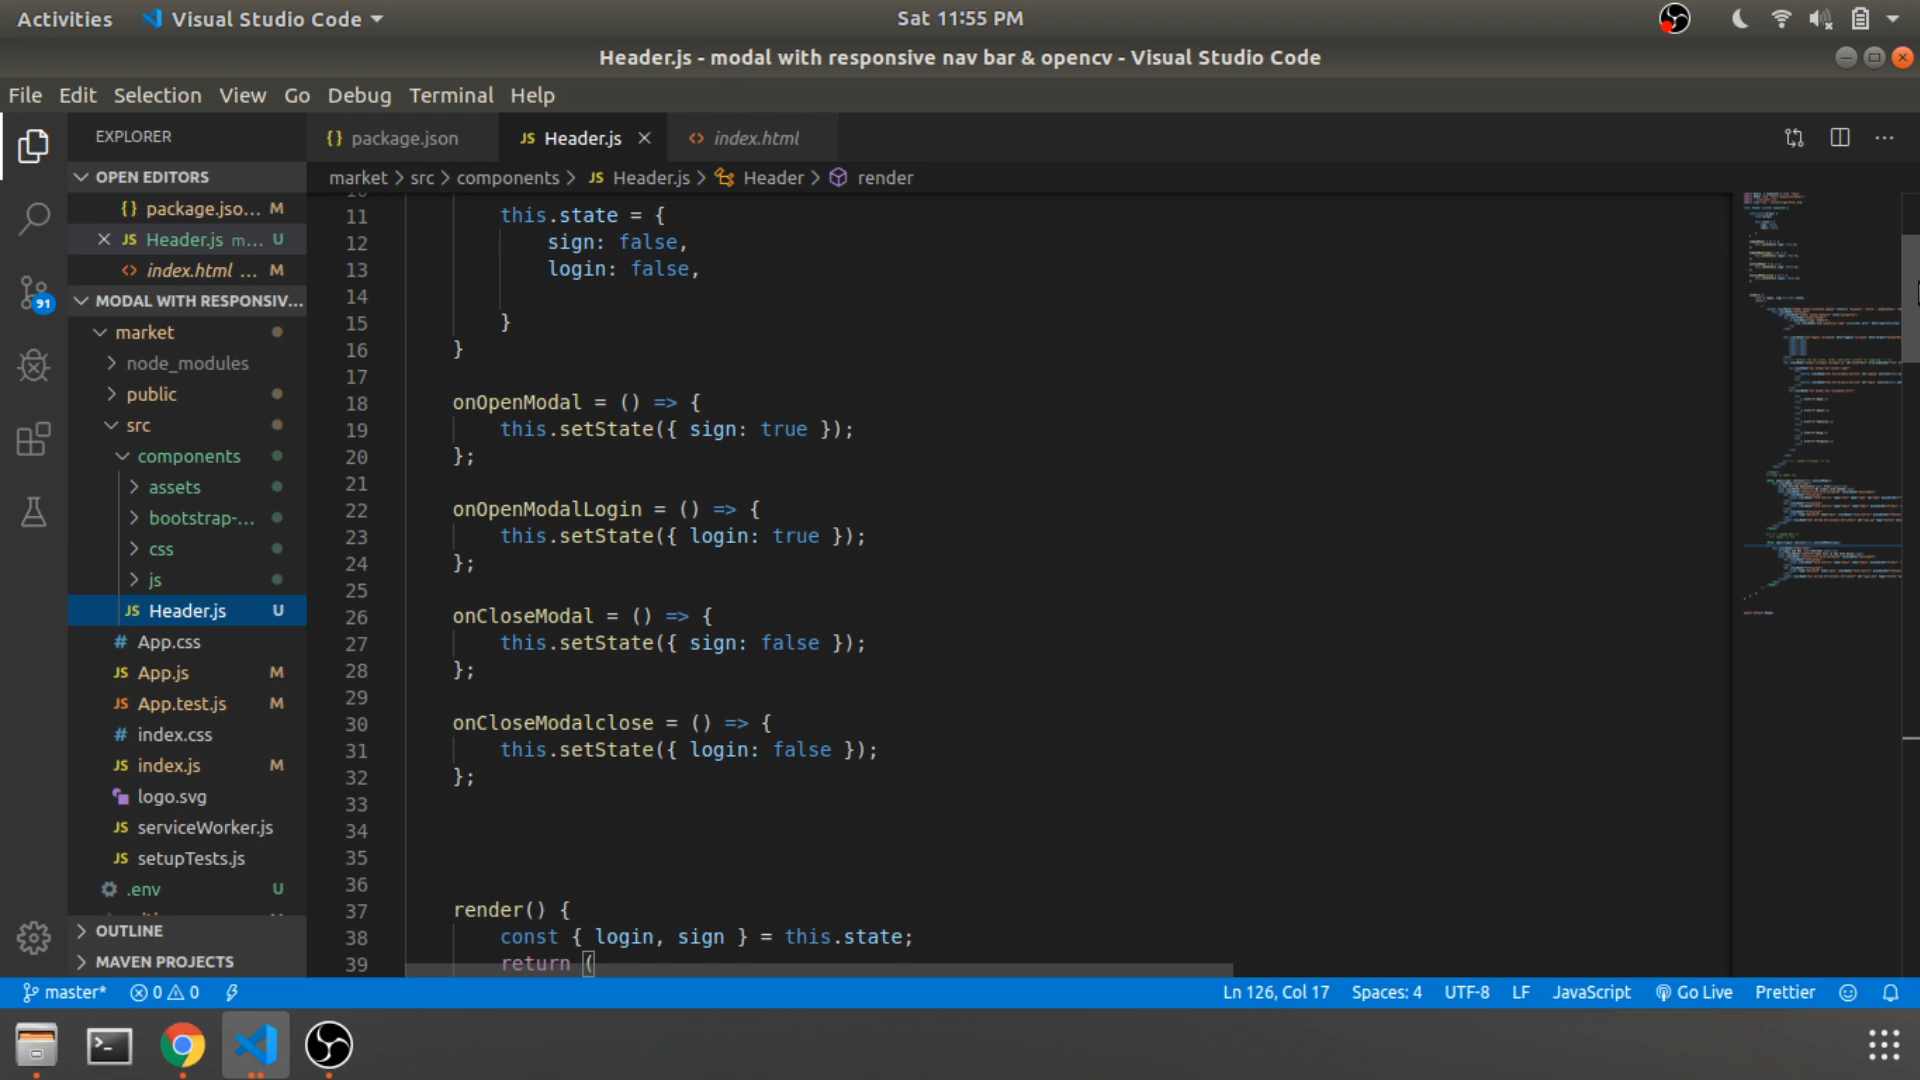 Activities
Visual Studio Code
Sat 11:55 PM
Header.js - modal with responsive nav bar & opencv - Visual Studio Code
File Edit Selection View Go Debug Terminal Help
EXPLORER
{} package.json
JS Header.js
<> index.html
OPEN EDITORS
{} package.jso... M
JS Header.js m... U
<> index.html ... M
MODAL WITH RESPONSIV...
market
node_modules
public
src
components
assets
bootstrap-...
css
js
JS Header.js U
# App.css
JS App.js M
JS App.test.js M
# index.css
JS index.js M
logo.svg
JS serviceWorker.js
JS setupTests.js
.env U
OUTLINE
MAVEN PROJECTS
91
market > src > components > JS Header.js > Header > render
11 this.state = {
12 sign: false,
13 login: false,
14
15 }
16 }
17
18 onOpenModal = () => {
19 this.setState({ sign: true });
20 };
21
22 onOpenModalLogin = () => {
23 this.setState({ login: true });
24 };
25
26 onCloseModal = () => {
27 this.setState({ sign: false });
28 };
29
30 onCloseModalclose = () => {
31 this.setState({ login: false });
32 };
33
34
35
36
37 render() {
38 const { login, sign } = this.state;
39 return (
master* 0 0
Ln 126, Col 17 Spaces: 4 UTF-8 LF JavaScript Go Live Prettier